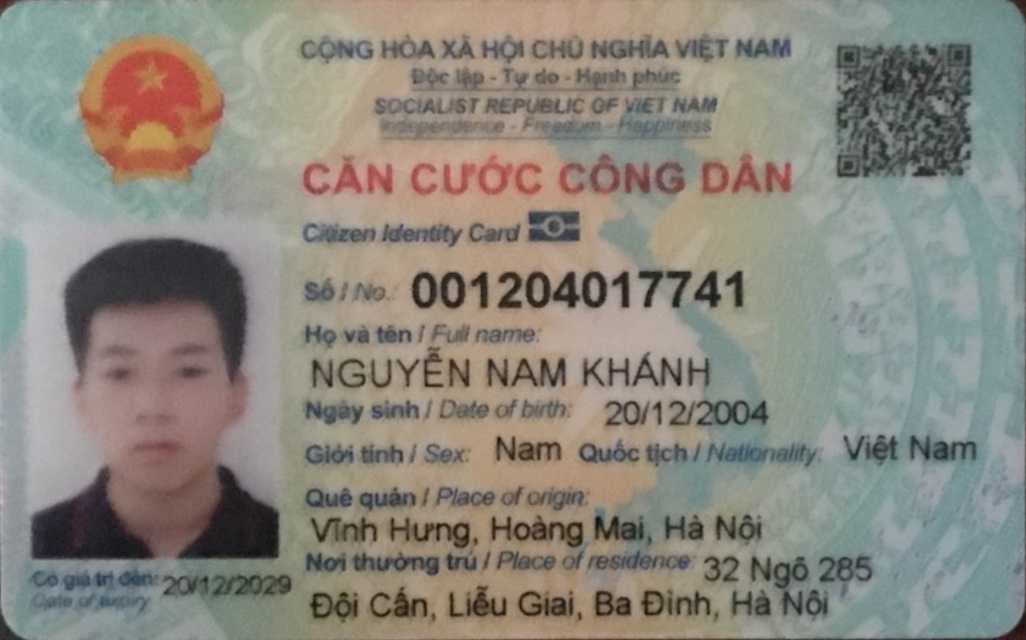 CỘNG HÒA XÃ HỘI CHỦ NGHĨA VIỆT NAM
Độc lập - Tự do - Hạnh phúc
SOCIALIST REPUBLIC OF VIET NAM
Independence - Freedom - Happiness
CĂN CƯỚC CÔNG DÂN
Citizen Identity Card
Số / No.: 001204017741
Họ và tên / Full name:
NGUYỄN NAM KHÁNH
Ngày sinh / Date of birth: 20/12/2004
Giới tính / Sex: Nam Quốc tịch / Nationality: Việt Nam
Quê quán / Place of origin:
Vĩnh Hưng, Hoàng Mai, Hà Nội
Nơi thường trú / Place of residence: 32 Ngõ 285
Đội Cấn, Liễu Giai, Ba Đình, Hà Nội
Có giá trị đến: 20/12/2029
Date of expiry